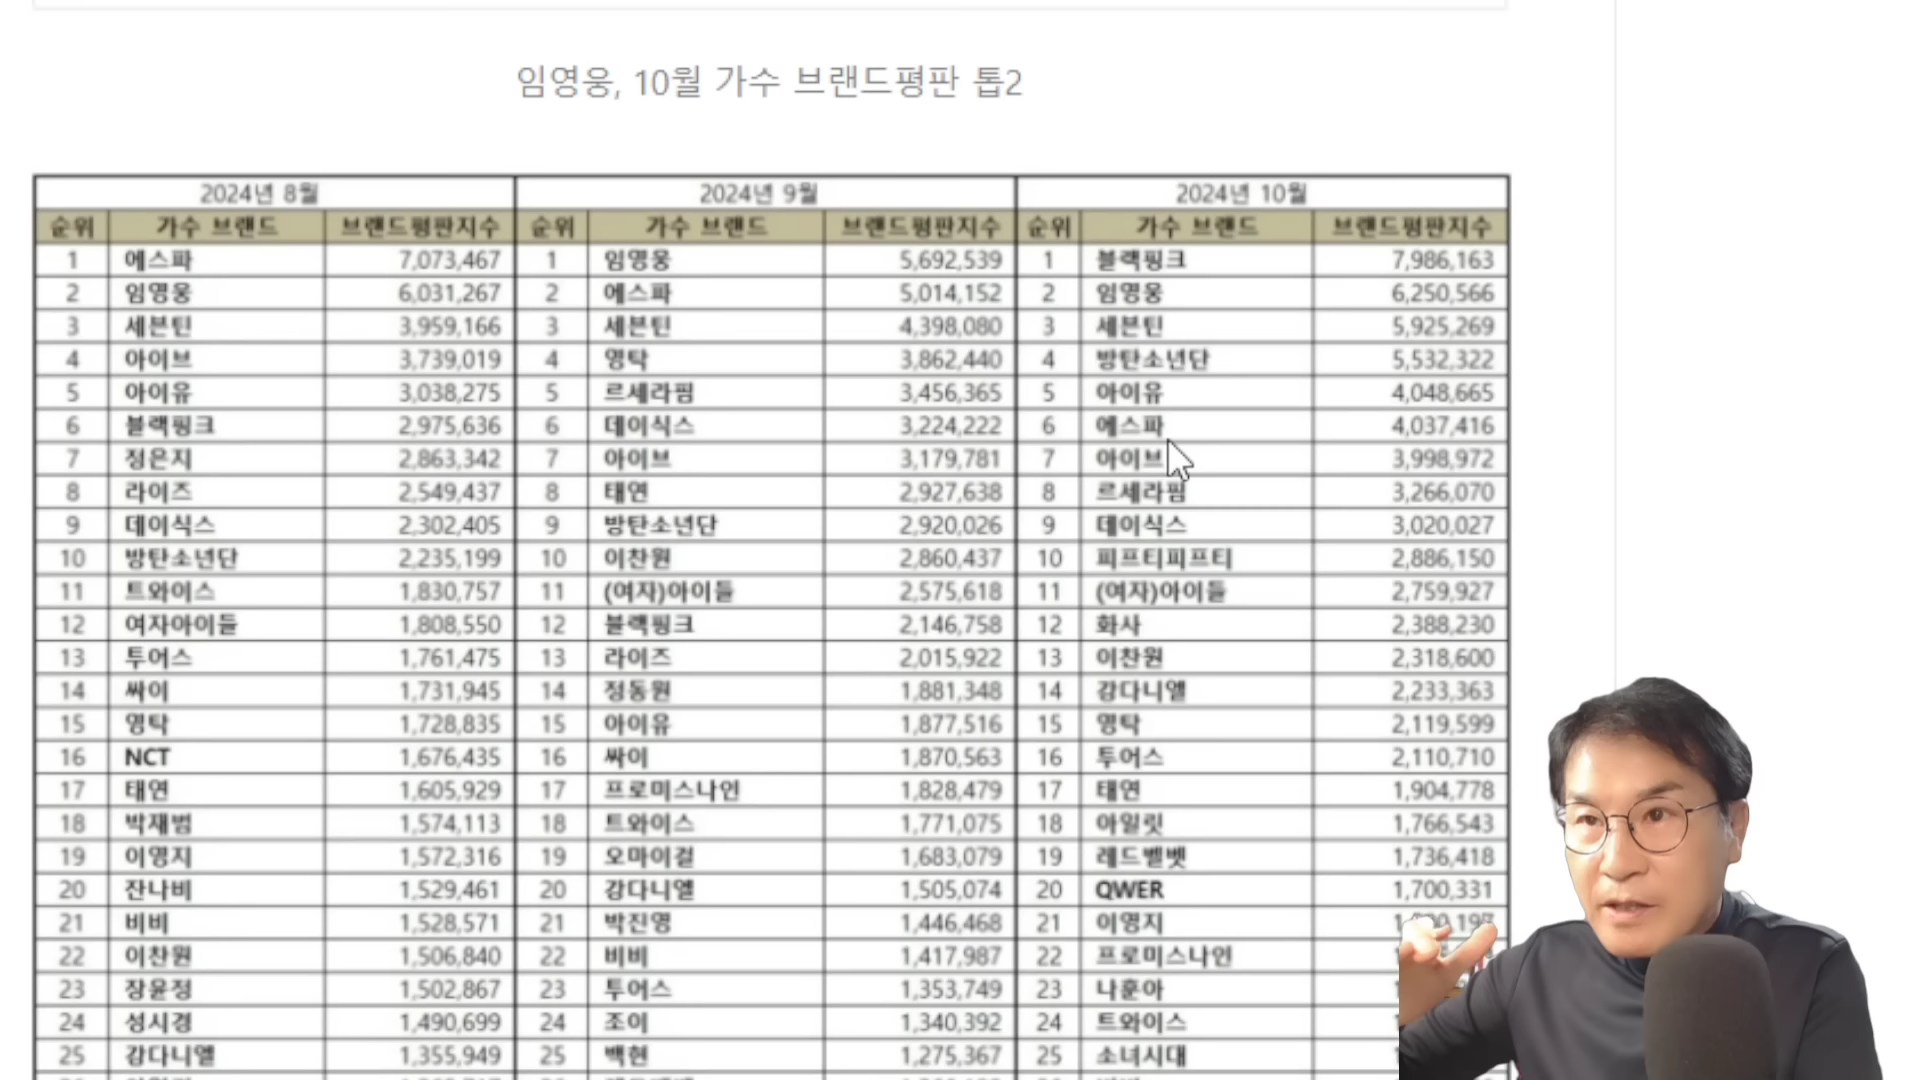 임영웅, 10월 가수 브랜드평판 톱2
2024년 8월 2024년 9월 2024년 10월
순위 가수 브랜드 브랜드평판지수 순위 가수 브랜드 브랜드평판지수 순위 가수 브랜드 브랜드평판지수
1 에스파 7,073,467 1 임영웅 5,692,539 1 블랙핑크 7,986,163
2 임영웅 6,031,267 2 에스파 5,014,152 2 임영웅 6,250,566
3 세븐틴 3,959,166 3 세븐틴 4,398,080 3 세븐틴 5,925,269
4 아이브 3,739,019 4 영탁 3,862,440 4 방탄소년단 5,532,322
5 아이유 3,038,275 5 르세라핌 3,456,365 5 아이유 4,048,665
6 블랙핑크 2,975,636 6 데이식스 3,224,222 6 에스파 4,037,416
7 정은지 2,863,342 7 아이브 3,179,781 7 아이브 3,998,972
8 라이즈 2,549,437 8 태연 2,927,638 8 르세라핌 3,266,070
9 데이식스 2,302,405 9 방탄소년단 2,920,026 9 데이식스 3,020,027
10 방탄소년단 2,235,199 10 이찬원 2,860,437 10 피프티피프티 2,886,150
11 트와이스 1,830,757 11 (여자)아이들 2,575,618 11 (여자)아이들 2,759,927
12 여자아이들 1,808,550 12 블랙핑크 2,146,758 12 화사 2,388,230
13 투어스 1,761,475 13 라이즈 2,015,922 13 이찬원 2,318,600
14 싸이 1,731,945 14 정동원 1,881,348 14 강다니엘 2,233,363
15 영탁 1,728,835 15 아이유 1,877,516 15 영탁 2,119,599
16 NCT 1,676,435 16 싸이 1,870,563 16 투어스 2,110,710
17 태연 1,605,929 17 프로미스나인 1,828,479 17 태연 1,904,778
18 박재범 1,574,113 18 트와이스 1,771,075 18 아일릿 1,766,543
19 이영지 1,572,316 19 오마이걸 1,683,079 19 레드벨벳 1,736,418
20 잔나비 1,529,461 20 강다니엘 1,505,074 20 QWER 1,700,331
21 비비 1,528,571 21 박진영 1,446,468 21 이영지
22 이찬원 1,506,840 22 비비 1,417,987 22 프로미스나인
23 장윤정 1,502,867 23 투어스 1,353,749 23 나훈아
24 성시경 1,490,699 24 조이 1,340,392 24 트와이스
25 강다니엘 1,355,949 25 백현 1,275,367 25 소녀시대